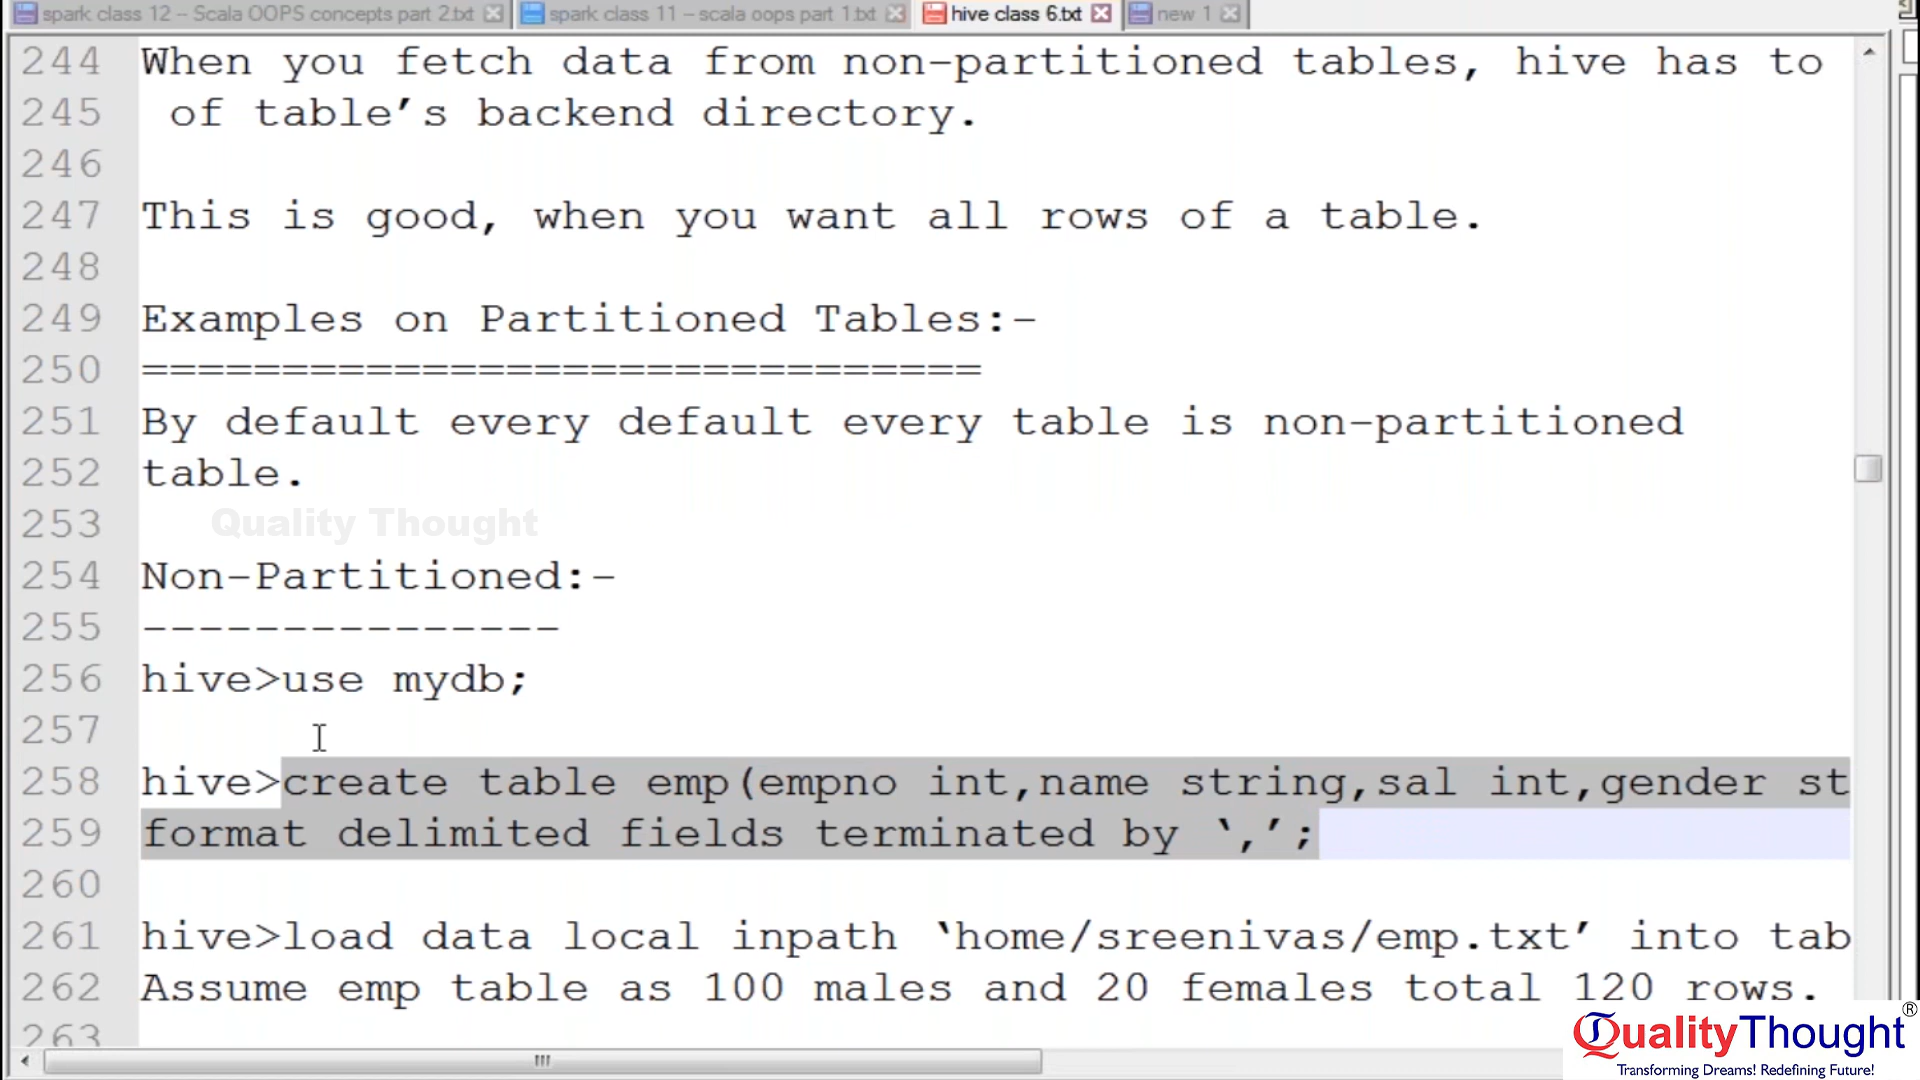 spark class 12 – Scala OOPS concepts part 2.txt spark class 11 – scala oops part 1.txt hive class 6.txt new 1
244 When you fetch data from non-partitioned tables, hive has to
245 of table’s backend directory.
246
247 This is good, when you want all rows of a table.
248
249 Examples on Partitioned Tables:-
250 ==============================
251 By default every default every table is non-partitioned
252 table.
253
Quality Thought
254 Non-Partitioned:-
255 ---------------
256 hive>use mydb;
257
258 hive>create table emp(empno int,name string,sal int,gender st
259 format delimited fields terminated by ‘,’;
260
261 hive>load data local inpath ‘home/sreenivas/emp.txt’ into tab
262 Assume emp table as 100 males and 20 females total 120 rows.
263
QualityThought®
Transforming Dreams! Redefining Future!